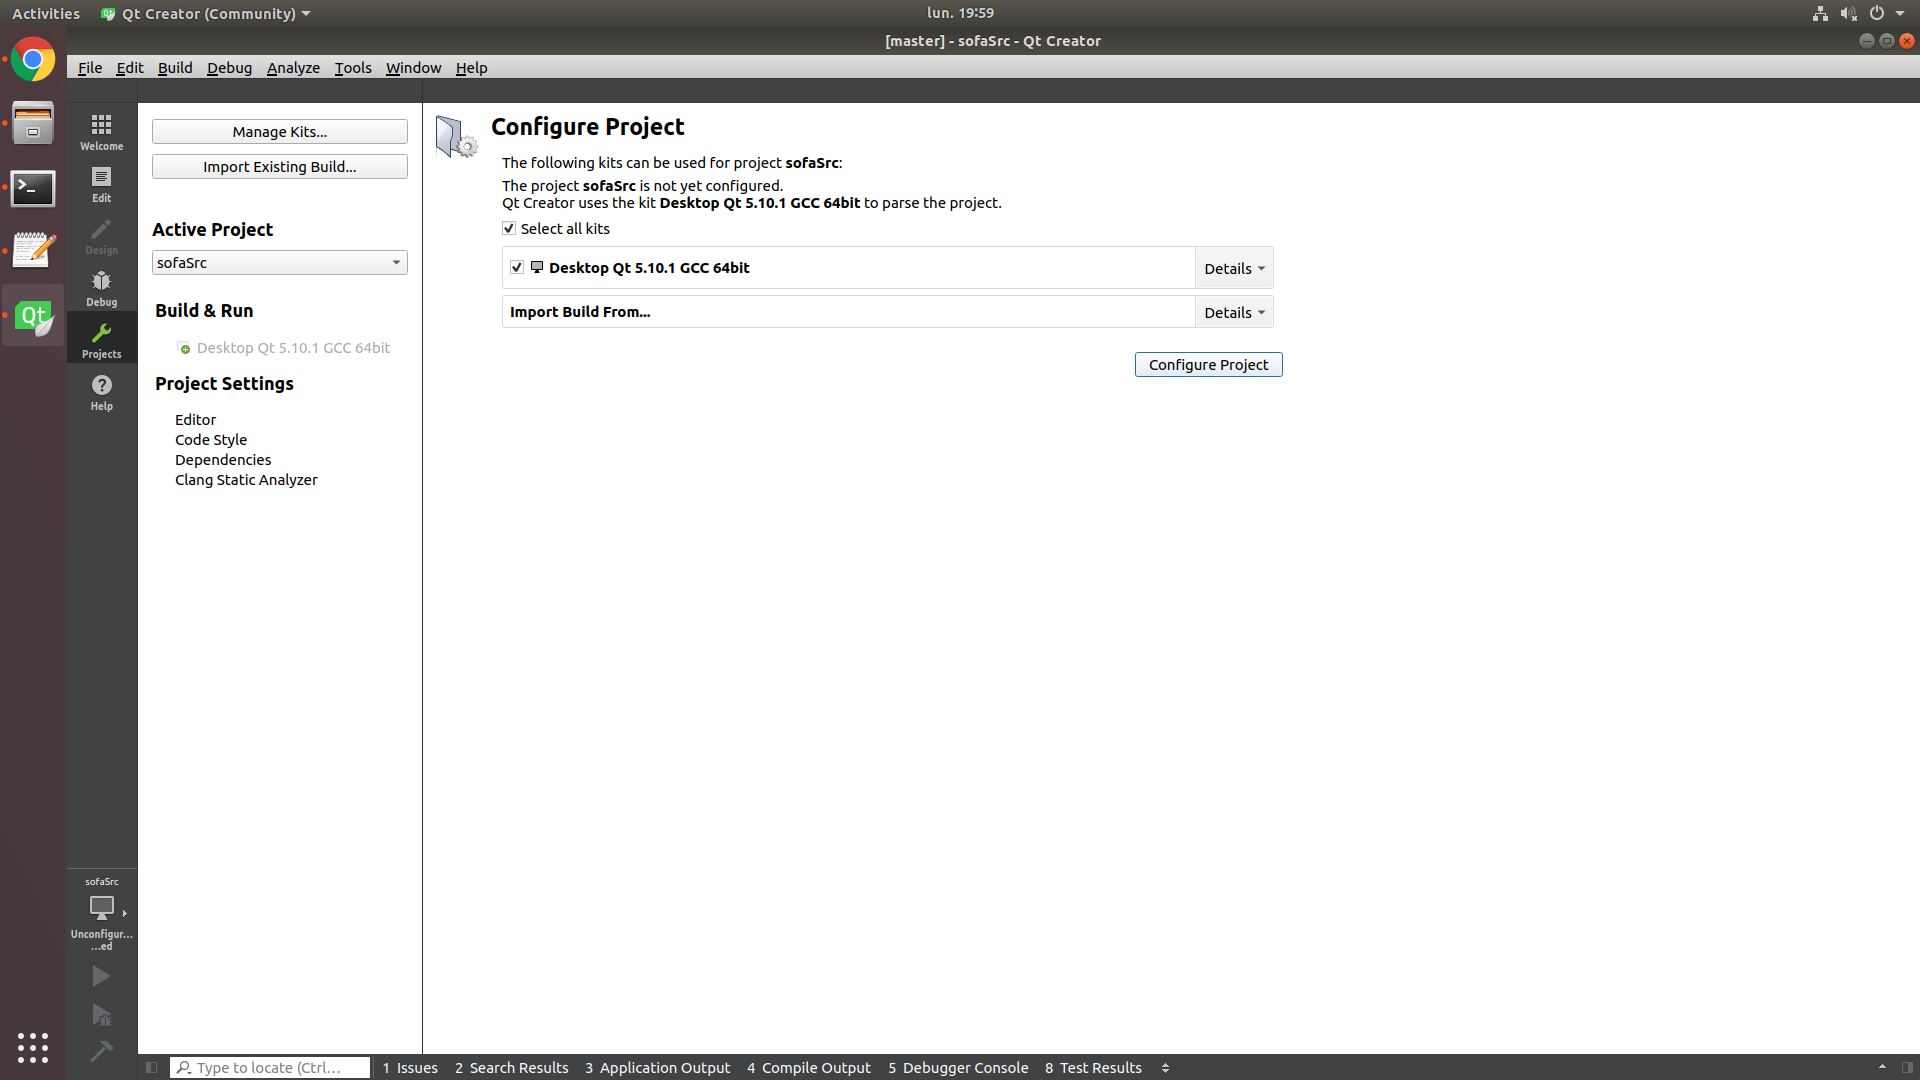 Activities Qt Creator (Community) lun. 19:59
[master] - sofaSrc - Qt Creator
File Edit Build Debug Analyze Tools Window Help
Welcome
Edit
Design
Debug
Projects
Help
Manage Kits...
Import Existing Build...
Active Project
sofaSrc
Build & Run
Desktop Qt 5.10.1 GCC 64bit
Project Settings
Editor
Code Style
Dependencies
Clang Static Analyzer
Configure Project
The following kits can be used for project sofaSrc:
The project sofaSrc is not yet configured.
Qt Creator uses the kit Desktop Qt 5.10.1 GCC 64bit to parse the project.
Select all kits
Desktop Qt 5.10.1 GCC 64bit Details
Import Build From... Details
Configure Project
sofaSrc
Unconfigur...
...ed
Type to locate (Ctrl... 1 Issues 2 Search Results 3 Application Output 4 Compile Output 5 Debugger Console 8 Test Results
Qt